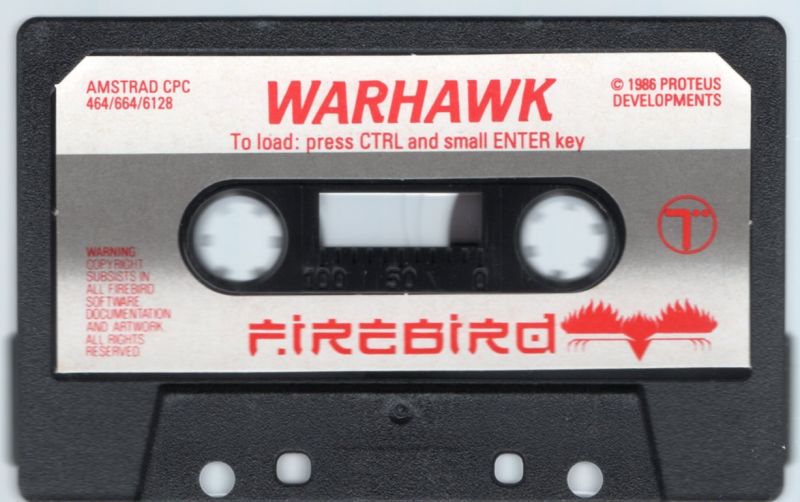 AMSTRAD CPC
464/664/6128
WARHAWK
© 1986 PROTEUS
DEVELOPMENTS
To load: press CTRL and small ENTER key
100 50 0
WARNING
COPYRIGHT
SUBSISTS IN
ALL FIREBIRD
SOFTWARE,
DOCUMENTATION
AND ARTWORK.
ALL RIGHTS
RESERVED.
FIREBIRD